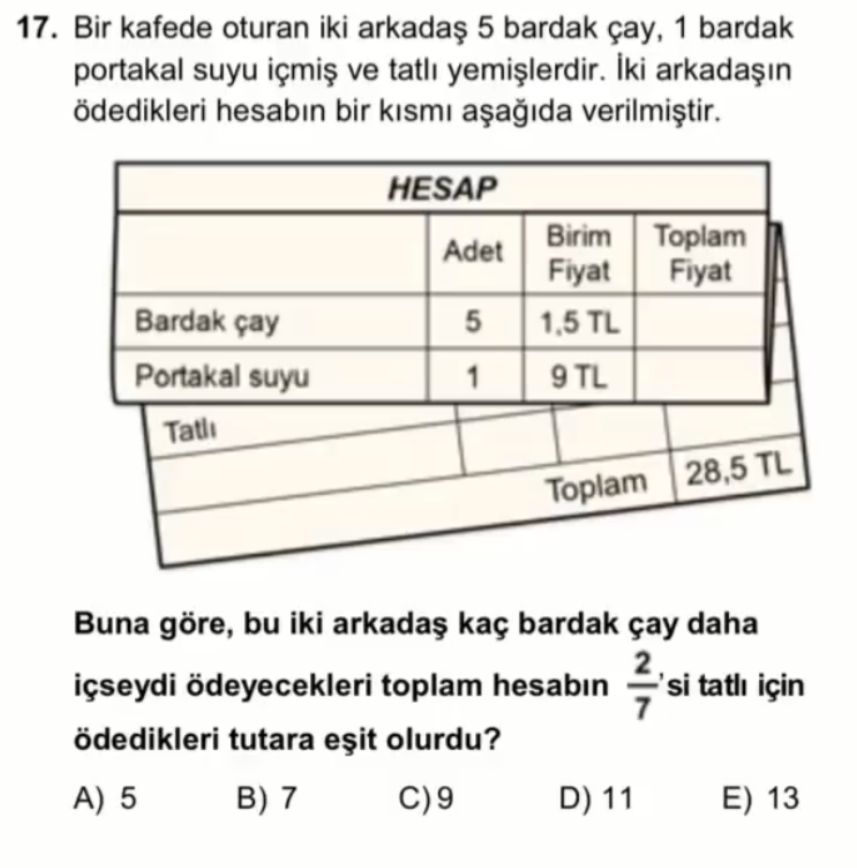 17. Bir kafede oturan iki arkadaş 5 bardak çay, 1 bardak
portakal suyu içmiş ve tatlı yemişlerdir. İki arkadaşın
ödedikleri hesabın bir kısmı aşağıda verilmiştir.
HESAP
Adet Birim Fiyat Toplam Fiyat
Bardak çay 5 1,5 TL
Portakal suyu 1 9 TL
Tatlı
Toplam 28,5 TL
Buna göre, bu iki arkadaş kaç bardak çay daha
içseydi ödeyecekleri toplam hesabın 2/7'si tatlı için
ödedikleri tutara eşit olurdu?
A) 5 B) 7 C) 9 D) 11 E) 13